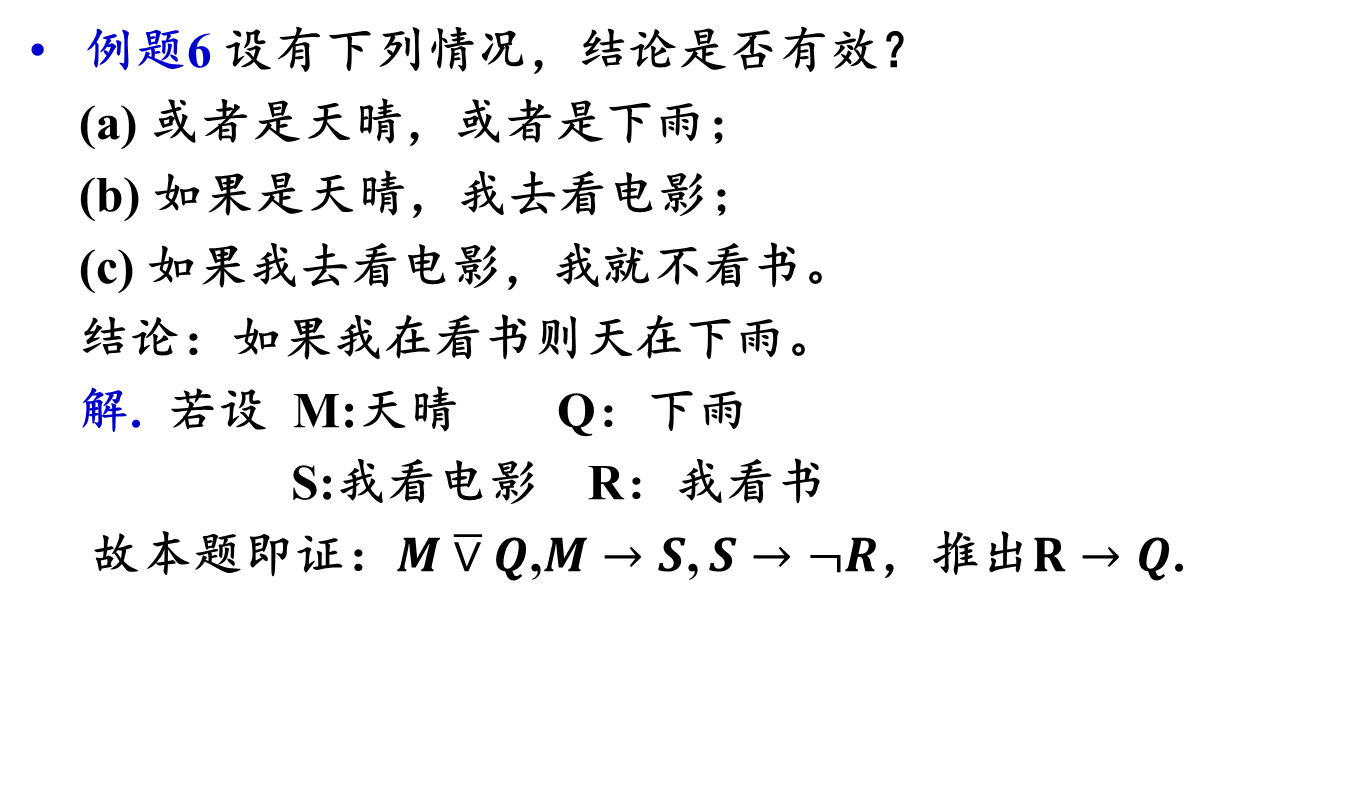 • 例题6 设有下列情况，结论是否有效？
(a) 或者是天晴，或者是下雨；
(b) 如果是天晴，我去看电影；
(c) 如果我去看电影，我就不看书。
结论：如果我在看书则天在下雨。
解. 若设 M:天晴 Q：下雨
S:我看电影 R：我看书
故本题即证：M ⊽ Q,M → S, S → ¬R，推出R → Q.